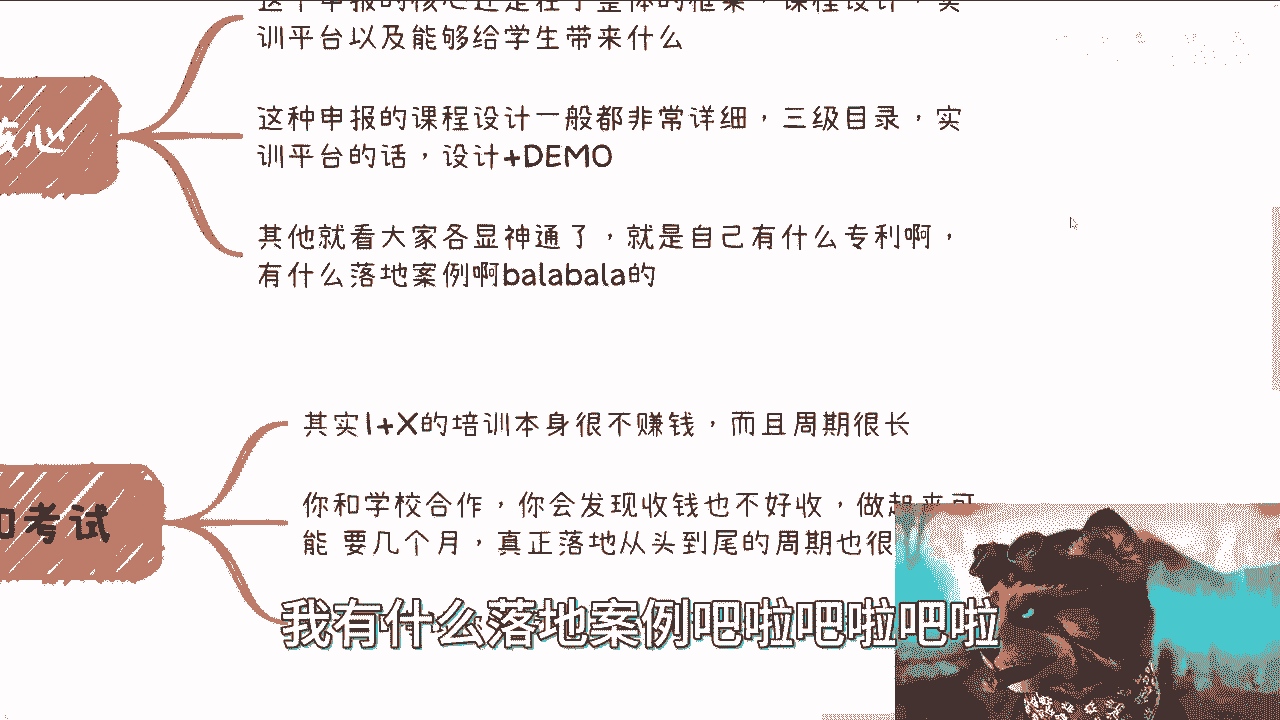 这个申报的核心还是在于整体的框架，课程设计，实
训平台以及能够给学生带来什么
核心
这种申报的课程设计一般都非常详细，三级目录，实
训平台的话，设计+DEMO
其他就看大家各显神通了，就是自己有什么专利啊，
有什么落地案例啊balabala的
其实1+X的培训本身很不赚钱，而且周期很长
你和学校合作，你会发现收钱也不好收，做起来可
和考试
能 要几个月，真正落地从头到尾的周期也很
我有什么落地案例吧啦吧啦吧啦